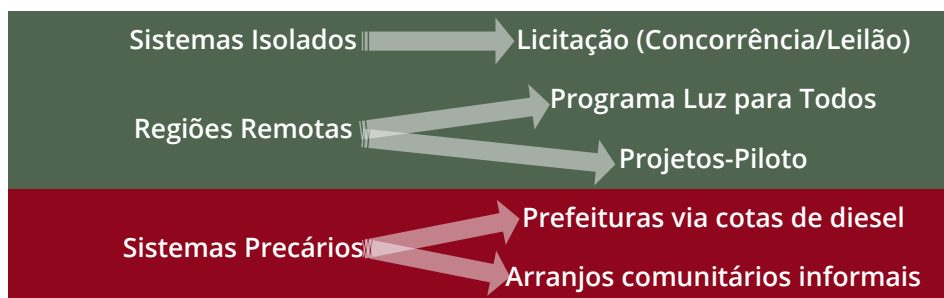 Sistemas Isolados
Licitação (Concorrência/Leilão)
Regiões Remotas
Programa Luz para Todos
Projetos-Piloto
Sistemas Precários
Prefeituras via cotas de diesel
Arranjos comunitários informais